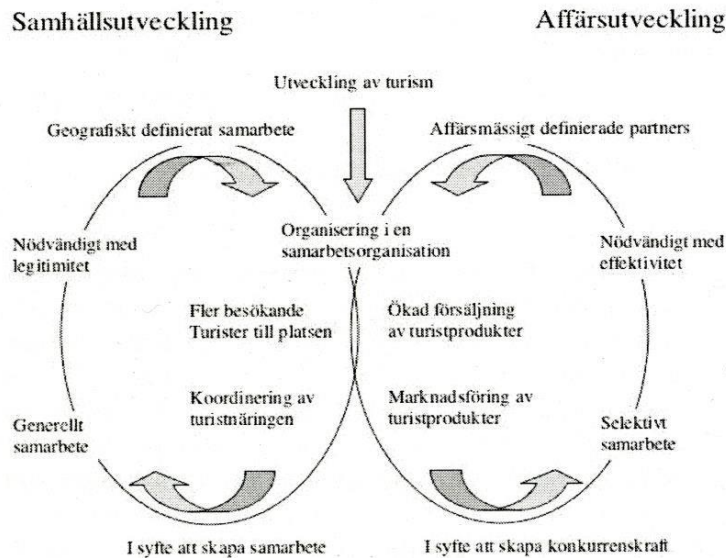 Samhällsutveckling
Affärsutveckling
Utveckling av turism
Geografiskt definierat samarbete
Affärsmässigt definierade partners
Organisering i en
samarbetsorganisation
Nödvändigt med
legitimitet
Nödvändigt med
effektivitet
Fler besökande
Turister till platsen
Ökad försäljning
av turistprodukter
Koordinering av
turistnäringen
Marknadsföring av
turistprodukter
Generellt
samarbete
Selektivt
samarbete
I syfte att skapa samarbete
I syfte att skapa konkurrenskraft